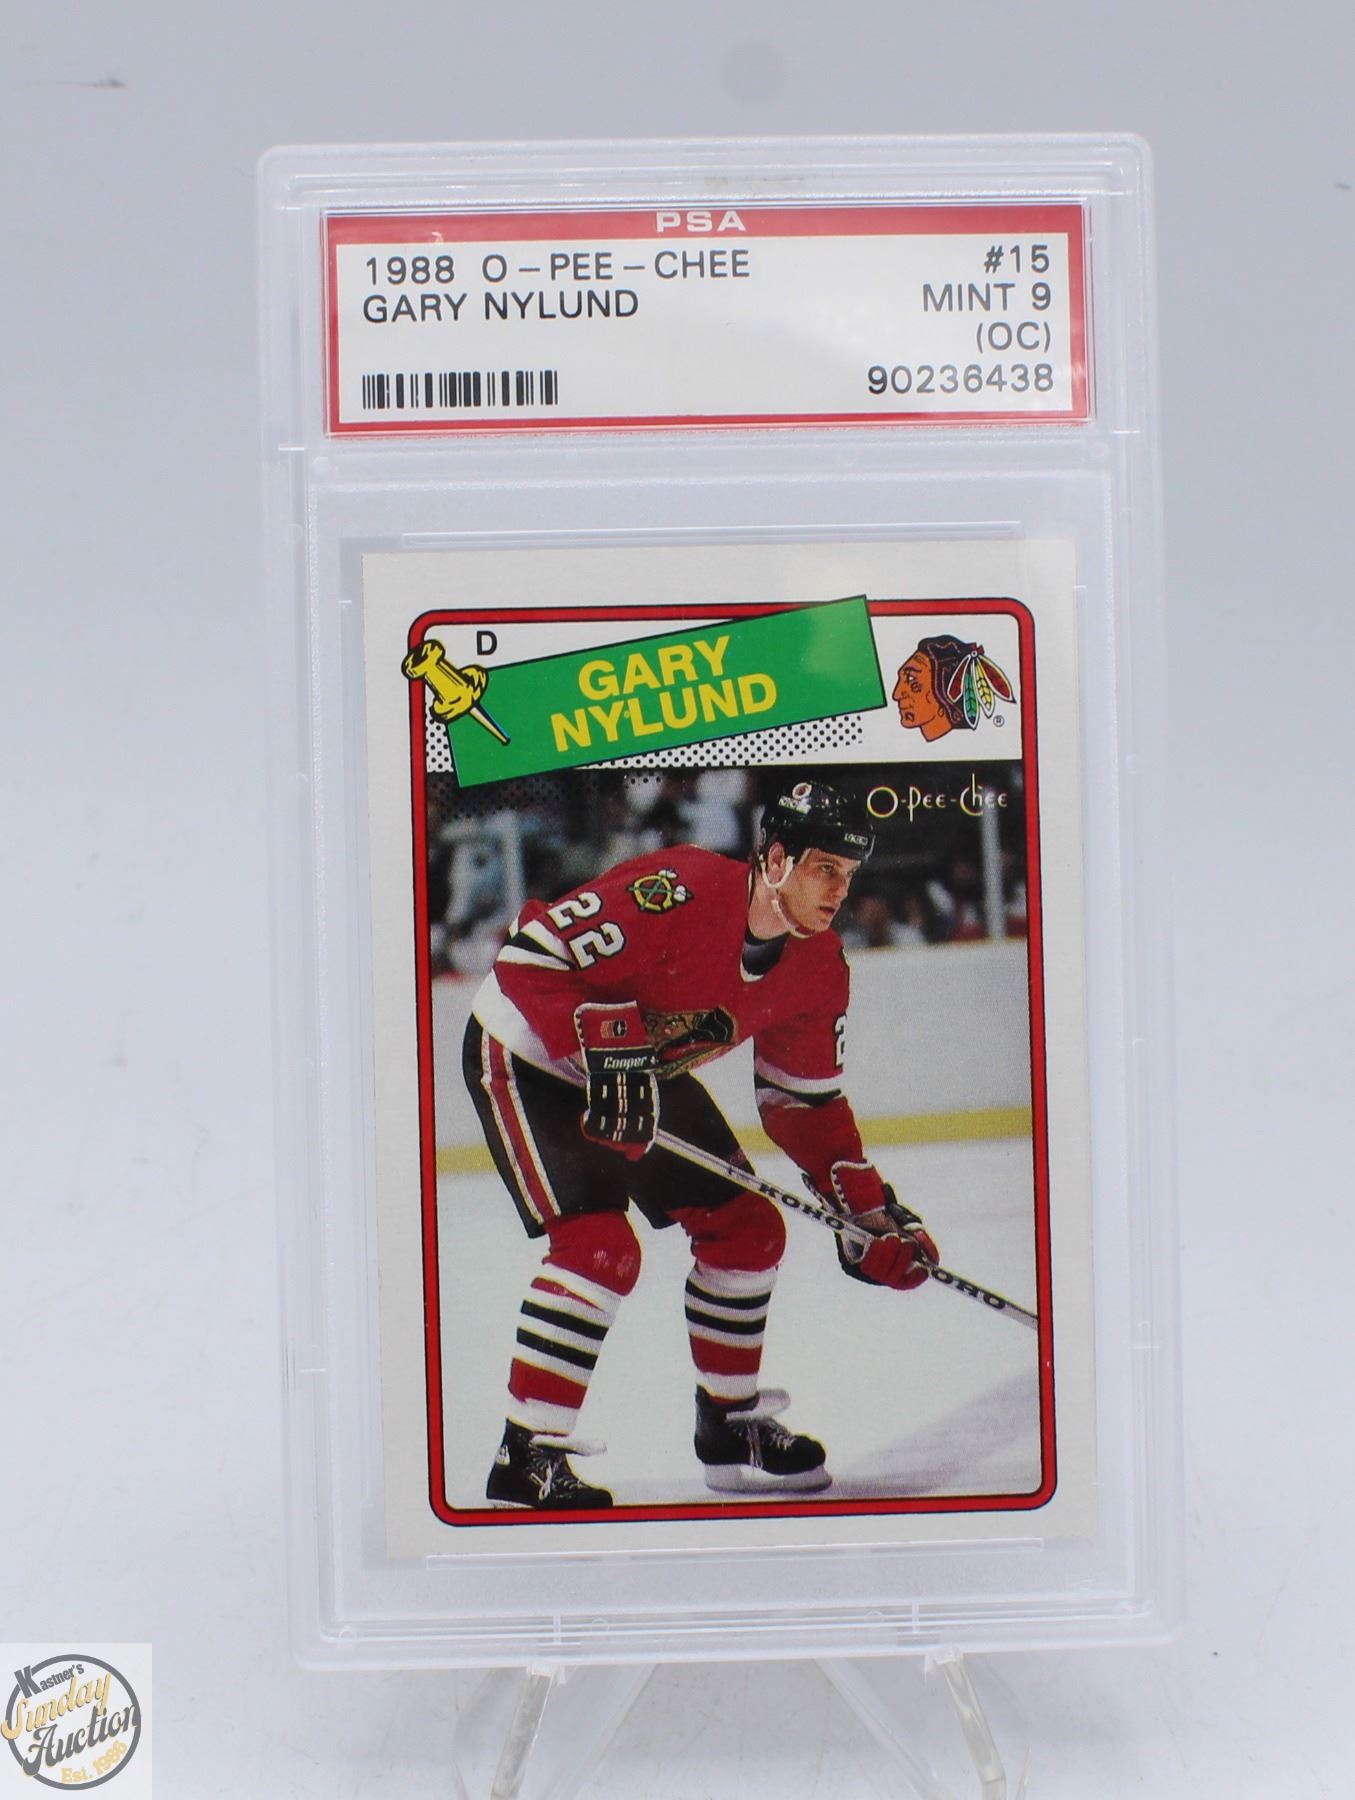 PSA
1988 O-PEE-CHEE #15
GARY NYLUND MINT 9
(OC)
90236438
D
GARY
NYLUND
®
O-Pee-Chee
22
2
Cooper
KOHO
KOHO
Kastner's
Sunday
Auction
Est. 1986